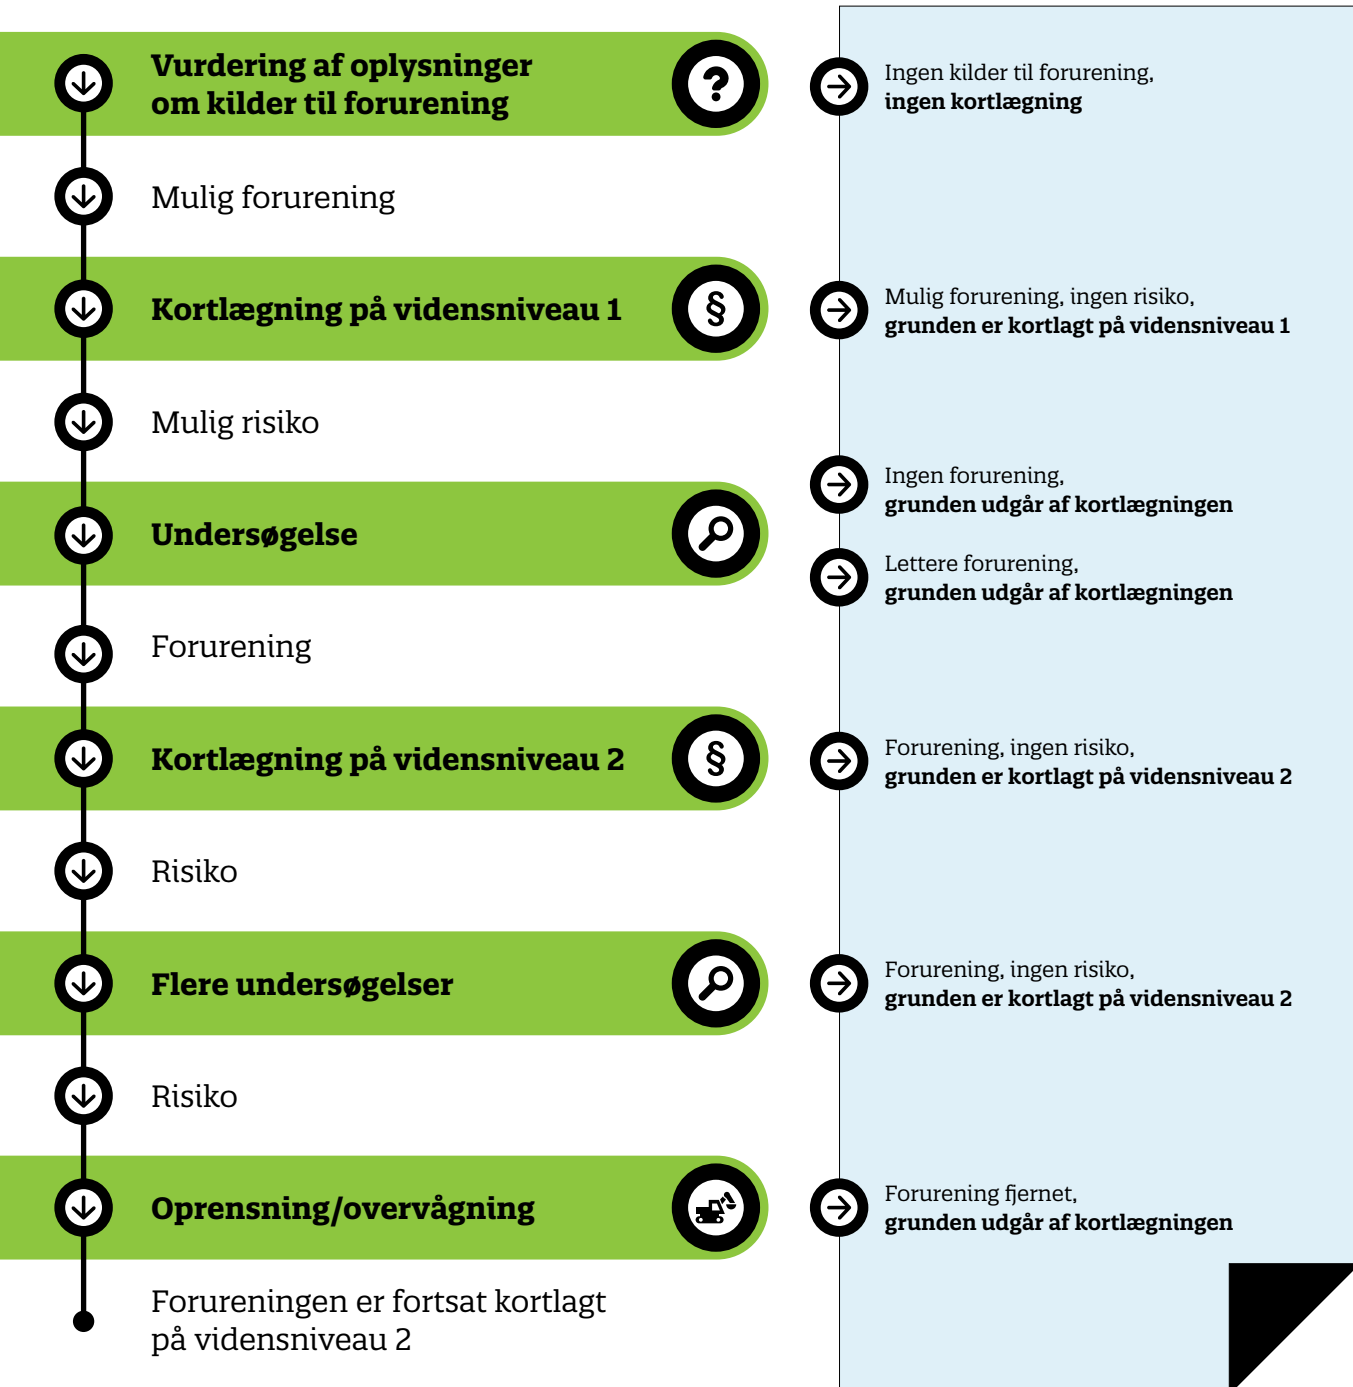 Vurdering af oplysninger
om kilder til forurening
?
Ingen kilder til forurening,
ingen kortlægning
Mulig forurening
Kortlægning på vidensniveau 1
§
Mulig forurening, ingen risiko,
grunden er kortlagt på vidensniveau 1
Mulig risiko
Undersøgelse
Ingen forurening,
grunden udgår af kortlægningen
Lettere forurening,
grunden udgår af kortlægningen
Forurening
Kortlægning på vidensniveau 2
§
Forurening, ingen risiko,
grunden er kortlagt på vidensniveau 2
Risiko
Flere undersøgelser
Forurening, ingen risiko,
grunden er kortlagt på vidensniveau 2
Risiko
Oprensning/overvågning
Forurening fjernet,
grunden udgår af kortlægningen
Forureningen er fortsat kortlagt
på vidensniveau 2